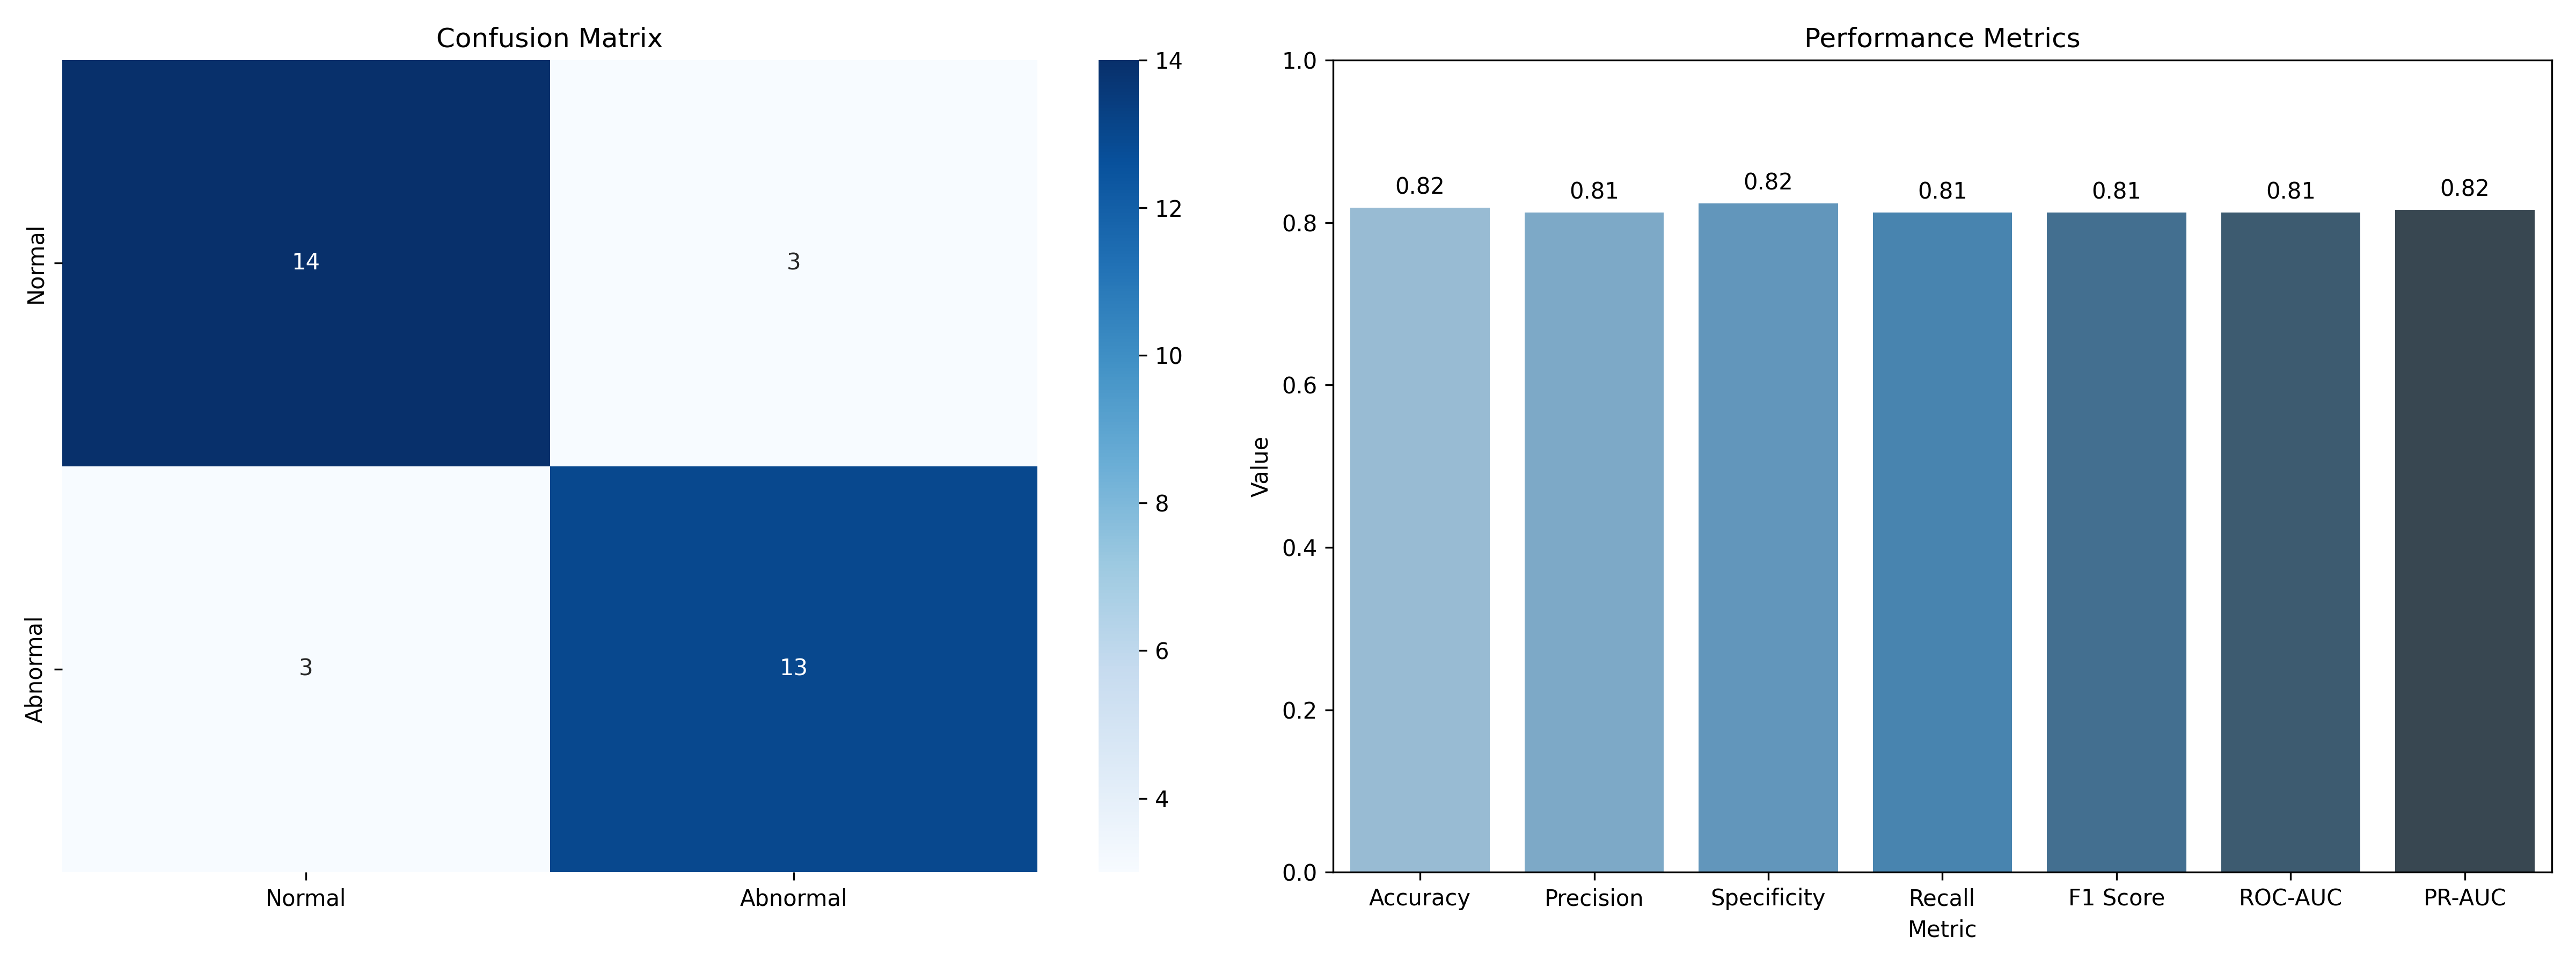 Confusion Matrix
Normal
Abnormal
14
3
3
13
Normal
Abnormal
14
12
10
8
6
4
Performance Metrics
Value
1.0
0.8
0.6
0.4
0.2
0.0
0.82
0.81
0.82
0.81
0.81
0.81
0.82
Accuracy
Precision
Specificity
Recall
F1 Score
ROC-AUC
PR-AUC
Metric